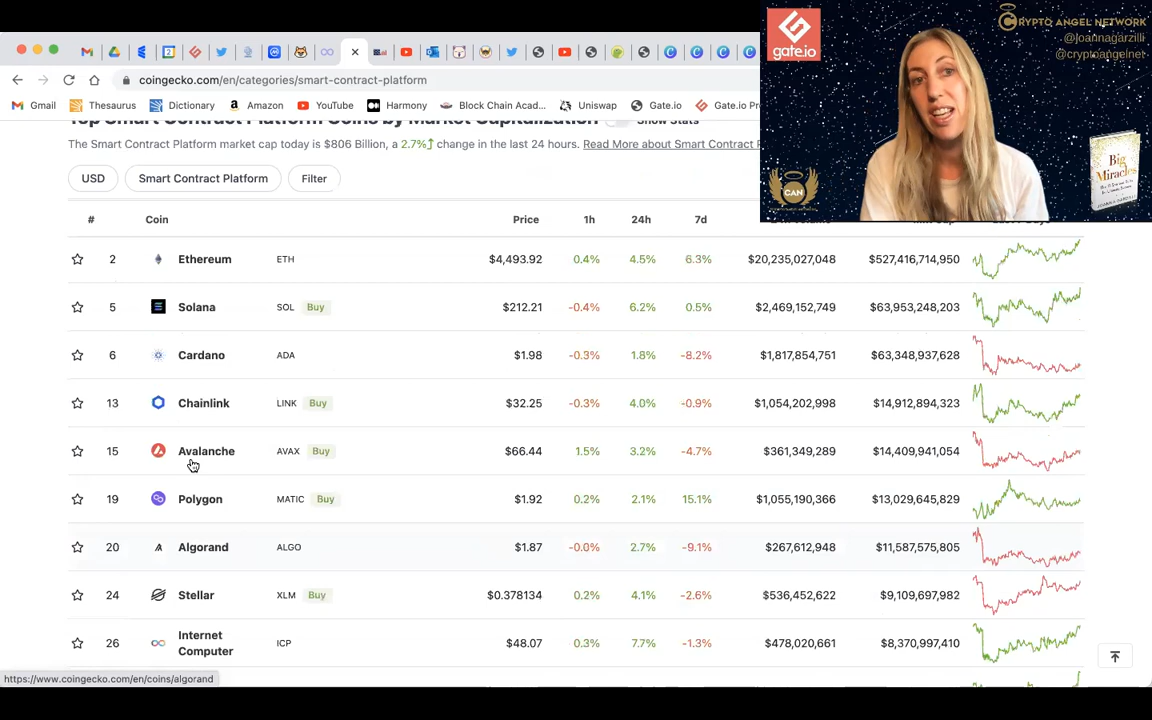 gate.io
CRYPTO ANGEL NETWORK
@joannagarzilli
@cryptoangelnet
CAN
Big
Miracles
coingecko.com/en/categories/smart-contract-platform
Gmail Thesaurus Dictionary Amazon YouTube Harmony Block Chain Acad... Uniswap Gate.io Gate.io Pr
Top Smart Contract Platform Coins by Market Capitalization Show Stats
The Smart Contract Platform market cap today is $806 Billion, a 2.7% change in the last 24 hours. Read More about Smart Contract P
USD Smart Contract Platform Filter
# Coin Price 1h 24h 7d
2 Ethereum ETH $4,493.92 0.4% 4.5% 6.3% $20,235,027,048 $527,416,714,950
5 Solana SOL Buy $212.21 -0.4% 6.2% 0.5% $2,469,152,749 $63,953,248,203
6 Cardano ADA $1.98 -0.3% 1.8% -8.2% $1,817,854,751 $63,348,937,628
13 Chainlink LINK Buy $32.25 -0.3% 4.0% -0.9% $1,054,202,998 $14,912,894,323
15 Avalanche AVAX Buy $66.44 1.5% 3.2% -4.7% $361,349,289 $14,409,941,054
19 Polygon MATIC Buy $1.92 0.2% 2.1% 15.1% $1,055,190,366 $13,029,645,829
20 Algorand ALGO $1.87 -0.0% 2.7% -9.1% $267,612,948 $11,587,575,805
24 Stellar XLM Buy $0.378134 0.2% 4.1% -2.6% $536,452,622 $9,109,697,982
26 Internet Computer ICP $48.07 0.3% 7.7% -1.3% $478,020,661 $8,370,997,410
https://www.coingecko.com/en/coins/algorand